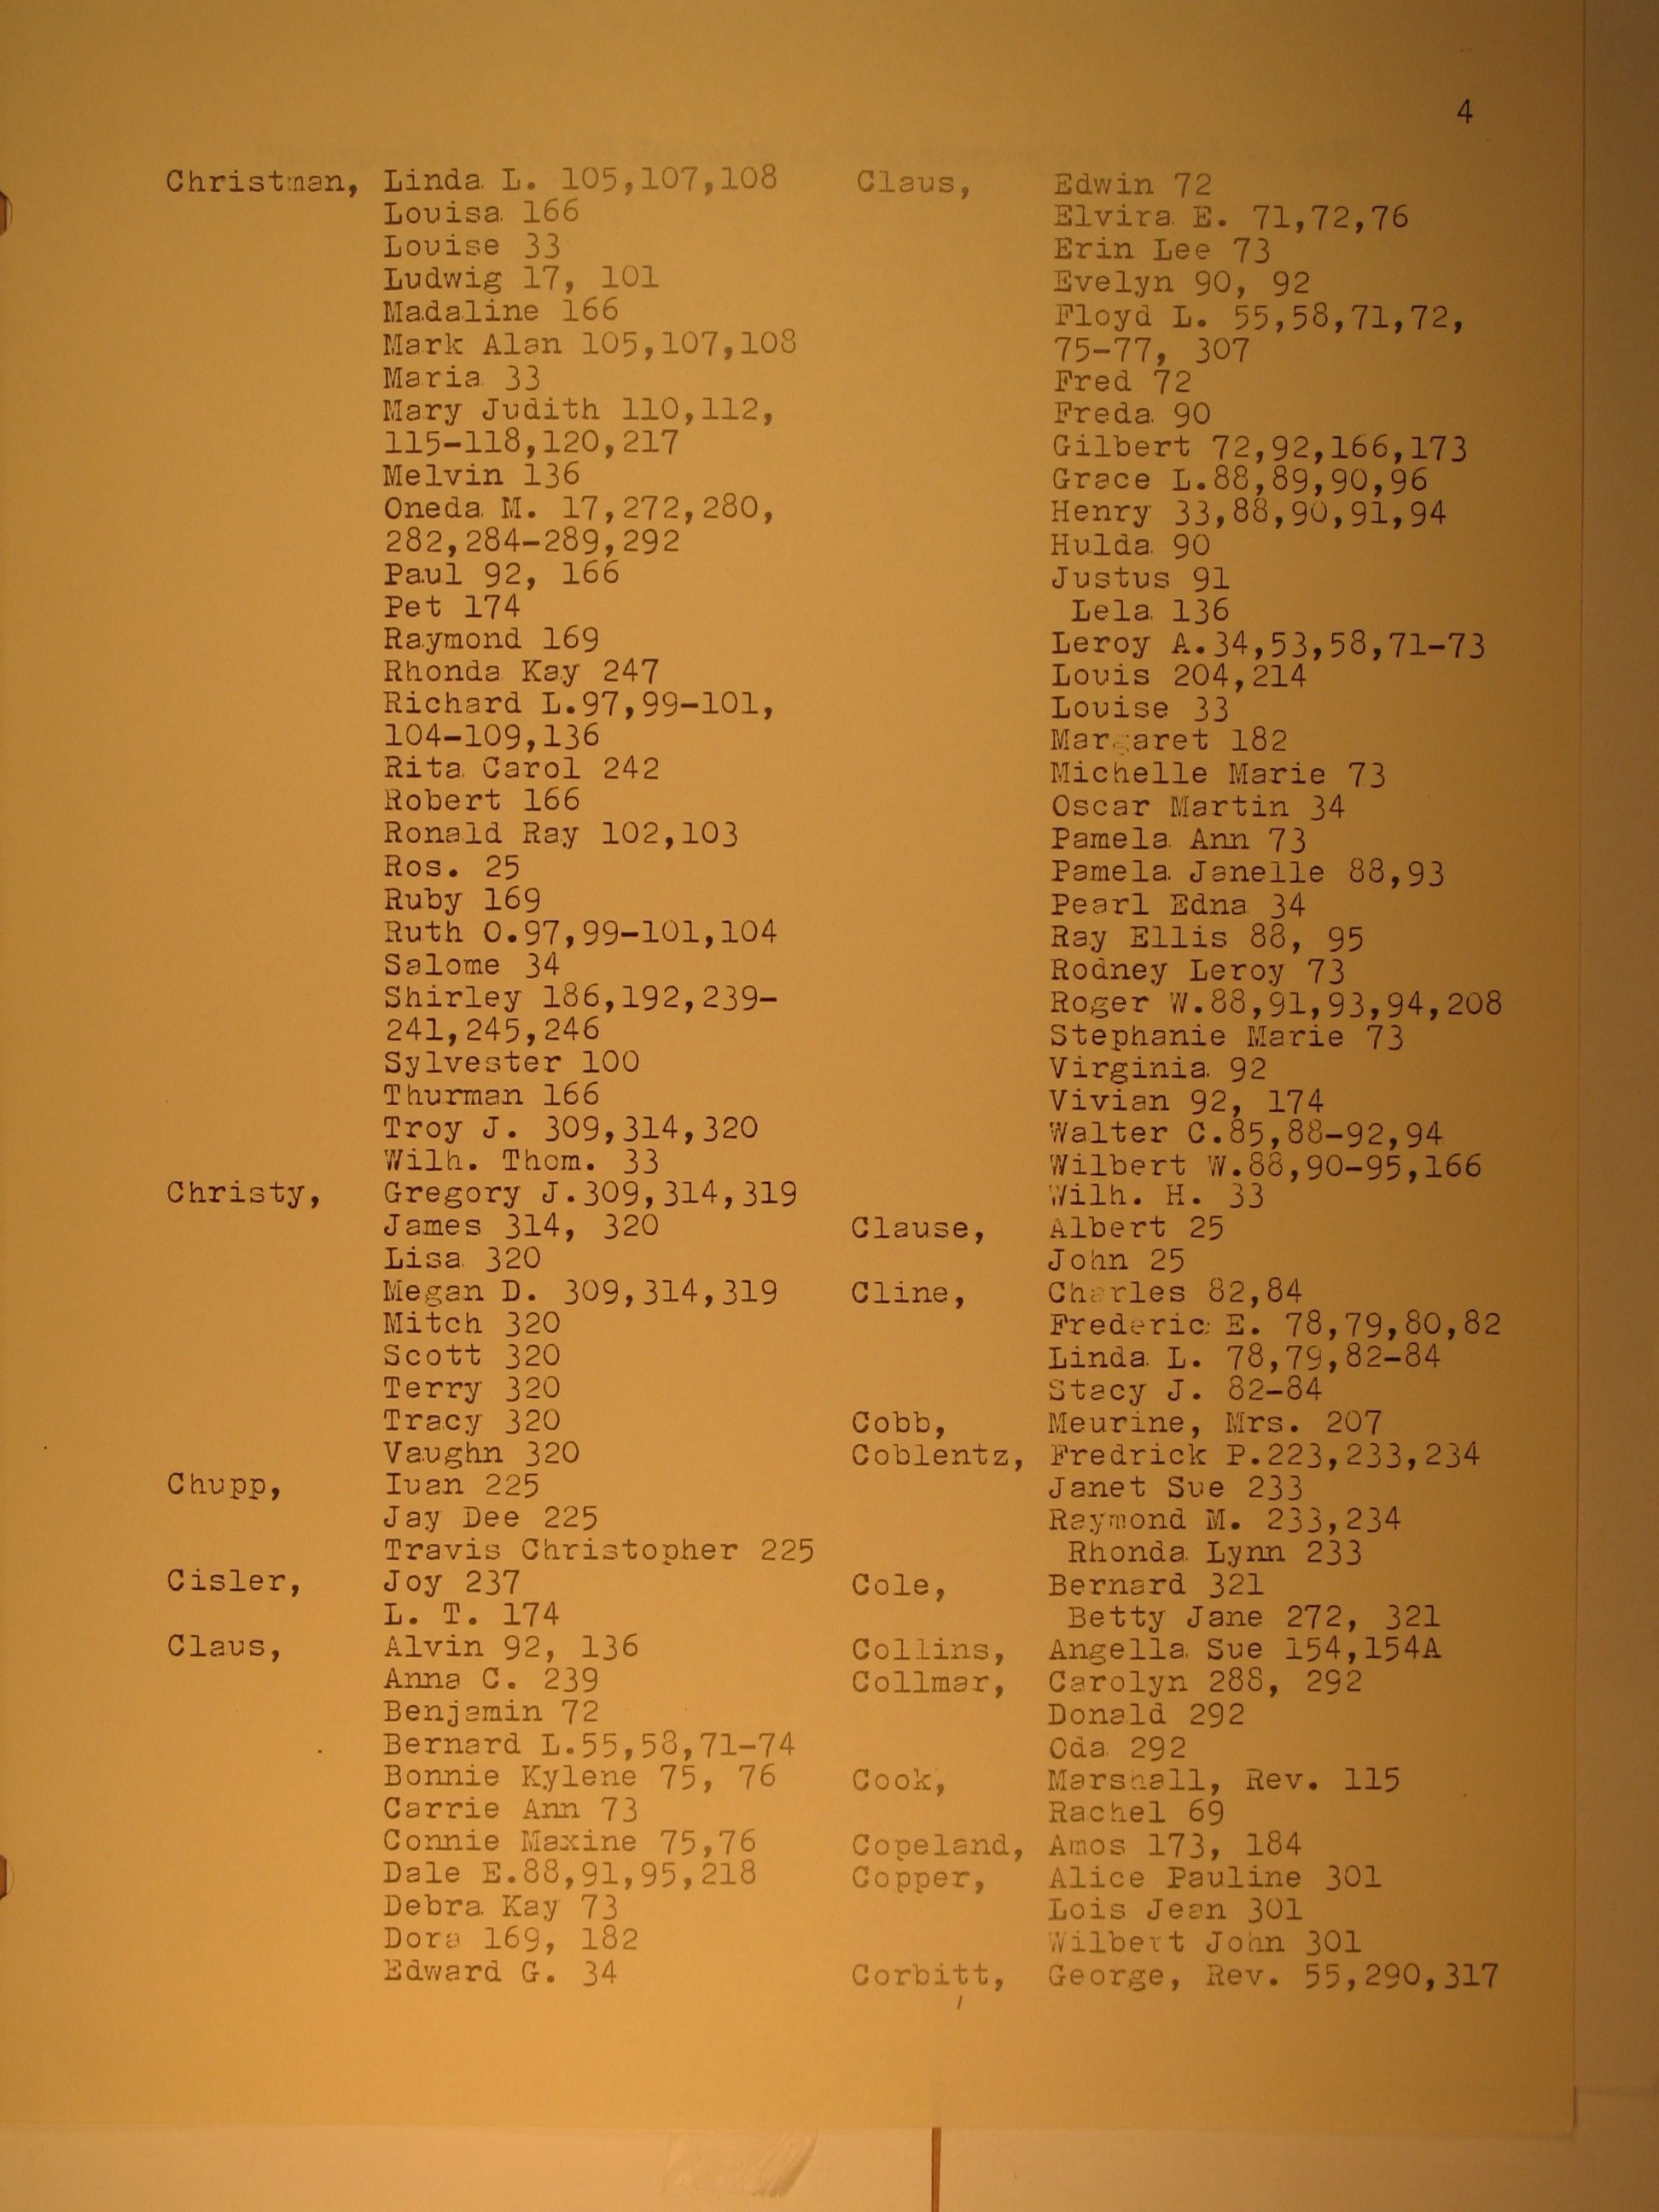 4
Christman, Linda L. 105,107,108
Louisa 166
Louise 33
Ludwig 17, 101
Madaline 166
Mark Alan 105,107,108
Maria 33
Mary Judith 110,112,
115-118,120,217
Melvin 136
Oneda M. 17,272,280,
282,284-289,292
Paul 92, 166
Pet 174
Raymond 169
Rhonda Kay 247
Richard L.97,99-101,
104-109,136
Rita Carol 242
Robert 166
Ronald Ray 102,103
Ros. 25
Ruby 169
Ruth O.97,99-101,104
Salome 34
Shirley 186,192,239-
241,245,246
Sylvester 100
Thurman 166
Troy J. 309,314,320
Wilh. Thom. 33
Christy, Gregory J.309,314,319
James 314, 320
Lisa 320
Megan D. 309,314,319
Mitch 320
Scott 320
Terry 320
Tracy 320
Vaughn 320
Chupp, Ivan 225
Jay Dee 225
Travis Christopher 225
Cisler, Joy 237
L. T. 174
Claus, Alvin 92, 136
Anna C. 239
Benjamin 72
Bernard L.55,58,71-74
Bonnie Kylene 75, 76
Carrie Ann 73
Connie Maxine 75,76
Dale E.88,91,95,218
Debra Kay 73
Dora 169, 182
Edward G. 34
Claus, Edwin 72
Elvira E. 71,72,76
Erin Lee 73
Evelyn 90, 92
Floyd L. 55,58,71,72,
75-77, 307
Fred 72
Freda 90
Gilbert 72,92,166,173
Grace L.88,89,90,96
Henry 33,88,90,91,94
Hulda 90
Justus 91
Lela 136
Leroy A.34,53,58,71-73
Louis 204,214
Louise 33
Margaret 182
Michelle Marie 73
Oscar Martin 34
Pamela Ann 73
Pamela Janelle 88,93
Pearl Edna 34
Ray Ellis 88, 95
Rodney Leroy 73
Roger W.88,91,93,94,208
Stephanie Marie 73
Virginia 92
Vivian 92, 174
Walter C.85,88-92,94
Wilbert W.88,90-95,166
Wilh. H. 33
Clause, Albert 25
John 25
Cline, Charles 82,84
Frederic E. 78,79,80,82
Linda L. 78,79,82-84
Stacy J. 82-84
Cobb, Meurine, Mrs. 207
Coblentz, Fredrick P.223,233,234
Janet Sue 233
Raymond M. 233,234
Rhonda Lynn 233
Cole, Bernard 321
Betty Jane 272, 321
Collins, Angella Sue 154,154A
Collmar, Carolyn 288, 292
Donald 292
Oda 292
Cook, Marshall, Rev. 115
Rachel 69
Copeland, Amos 173, 184
Copper, Alice Pauline 301
Lois Jean 301
Wilbert John 301
Corbitt, George, Rev. 55,290,317